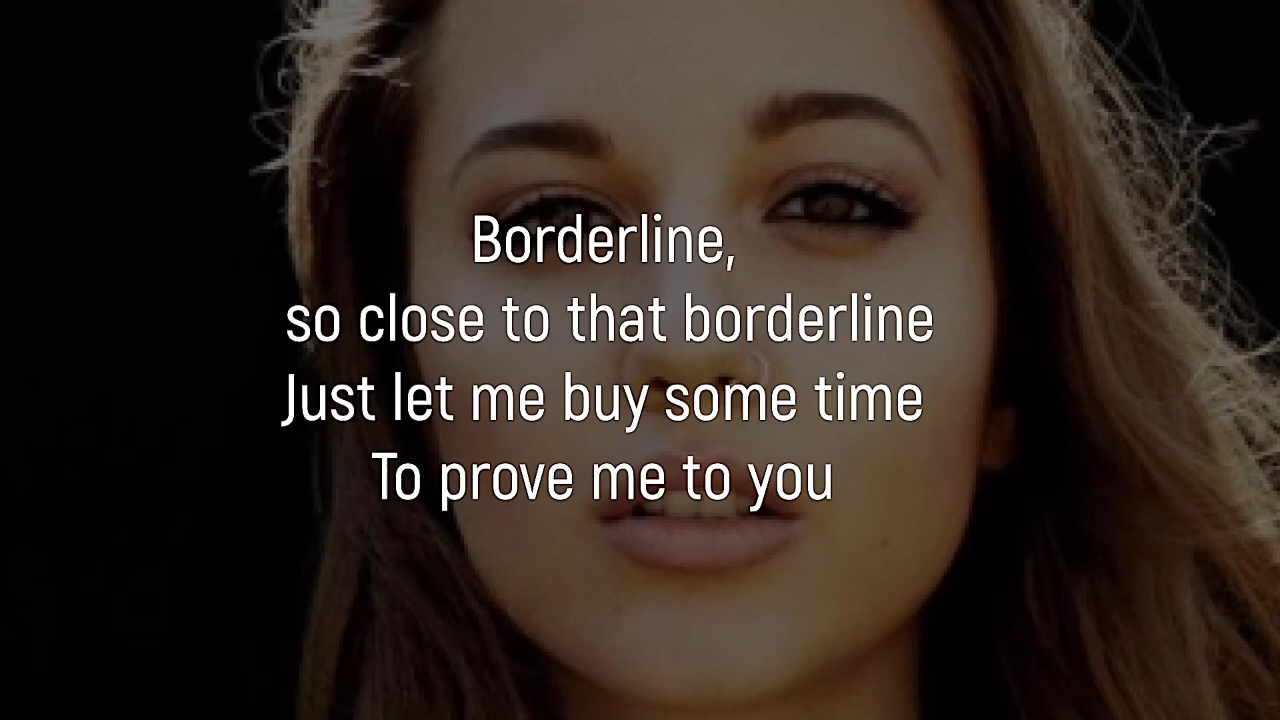 Borderline,
so close to that borderline
Just let me buy some time
To prove me to you